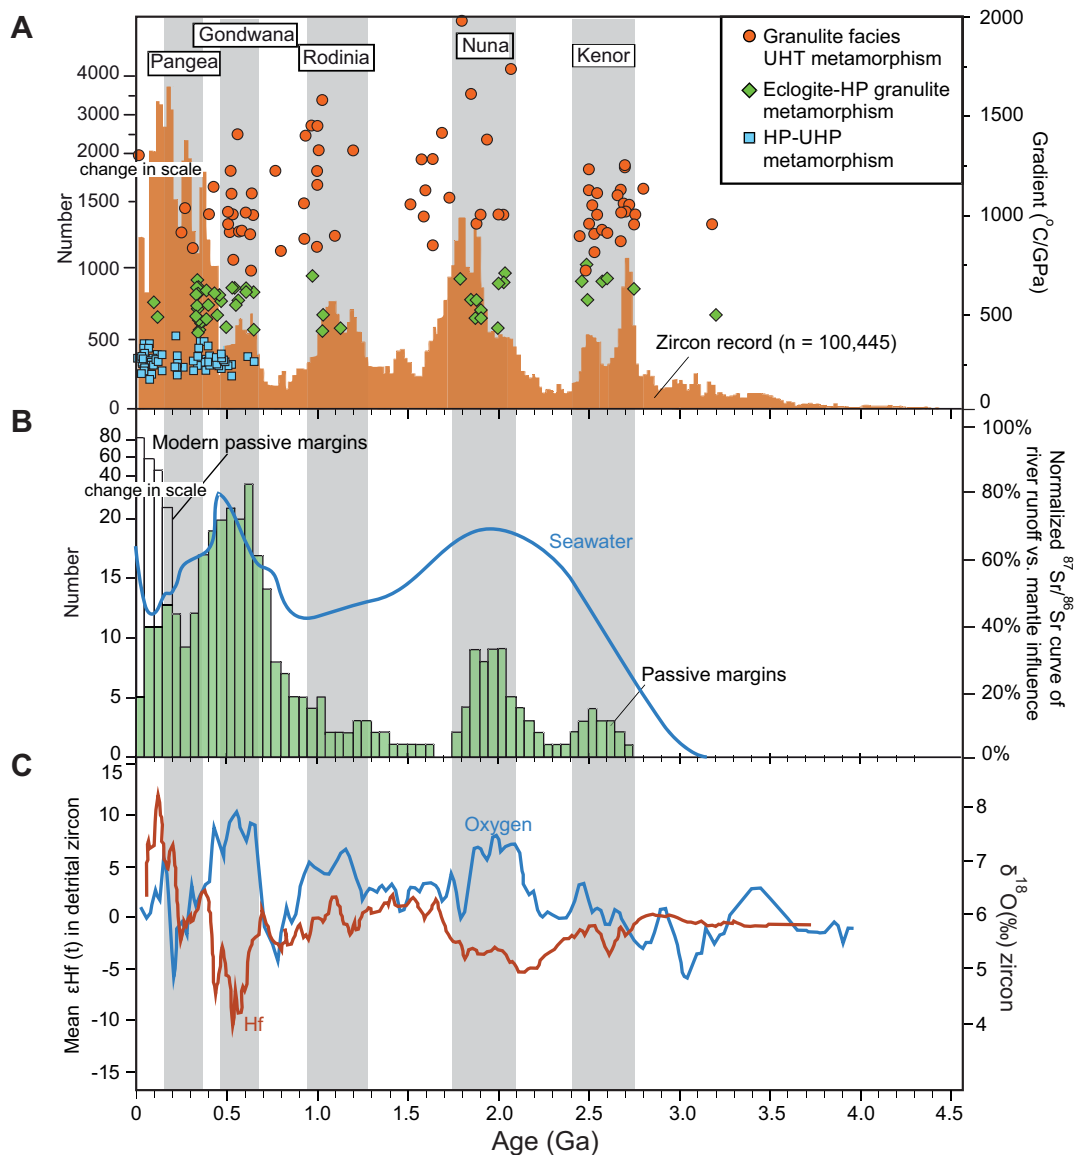 A
Gondwana
Pangea
Rodinia
Nuna
Kenor
Granulite facies
UHT metamorphism
Eclogite-HP granulite
metamorphism
HP-UHP
metamorphism
4000
3000
2000
change in scale
1500
1000
500
0
Number
2000
1500
1000
500
0
Gradient (°C/GPa)
Zircon record (n = 100,445)
B
80
60
40
change in scale
20
15
10
5
0
Number
Modern passive margins
Seawater
Passive margins
100%
80%
60%
40%
20%
0%
Normalized ⁸⁷Sr/⁸⁶Sr curve of
river runoff vs. mantle influence
C
15
10
5
0
-5
-10
-15
Mean εHf (t) in detrital zircon
Oxygen
Hf
8
7
6
5
4
δ¹⁸O(‰) zircon
0 0.5 1.0 1.5 2.0 2.5 3.0 3.5 4.0 4.5
Age (Ga)